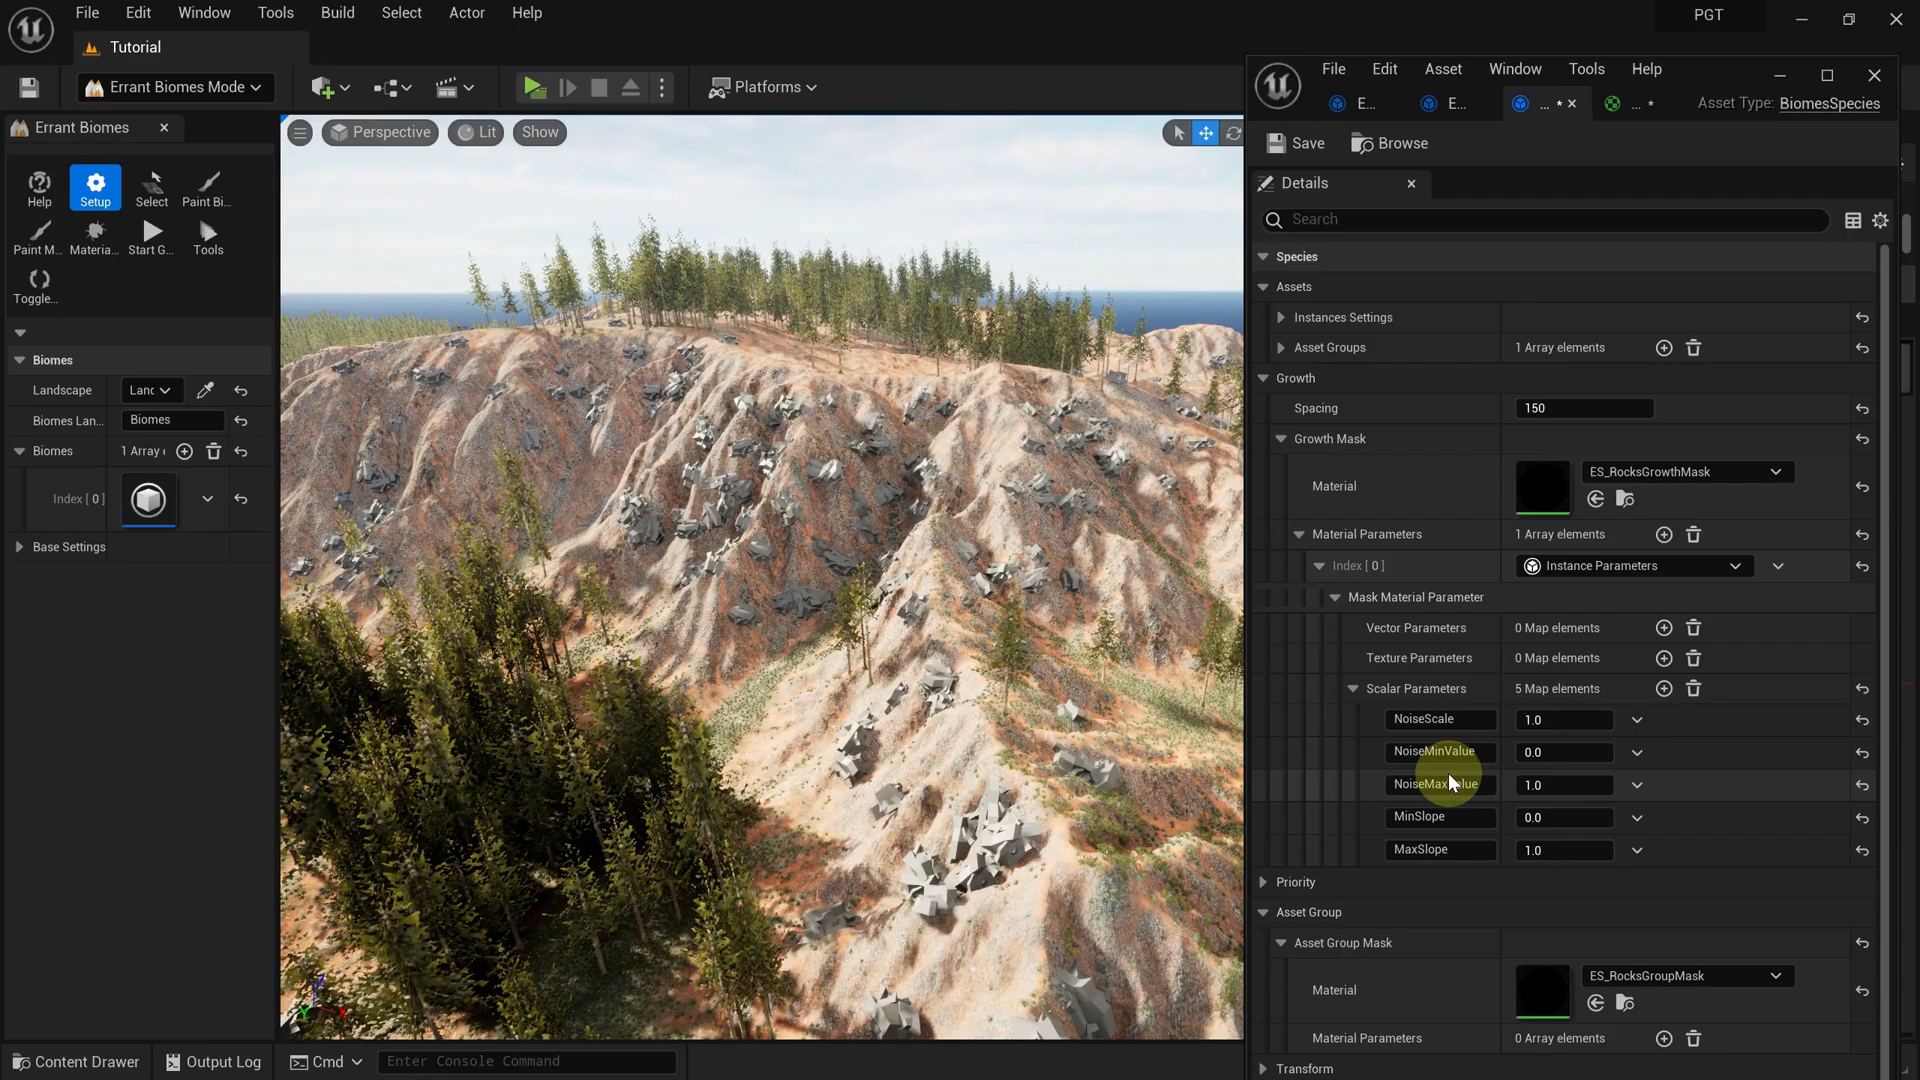 File Edit Window Tools Build Select Actor Help
PGT
Tutorial
Errant Biomes Mode
Platforms
Errant Biomes
Help
Setup
Select
Paint Bi...
Paint M...
Materia...
Start G...
Tools
Toggle...
Biomes
Landscape Lanc
Biomes Lan... Biomes
Biomes 1 Array
Index [ 0 ]
Base Settings
Perspective Lit Show
File Edit Asset Window Tools Help
E... E... ... * ... * Asset Type: BiomesSpecies
Save Browse
Details
Search
Species
Assets
Instances Settings
Asset Groups 1 Array elements
Growth
Spacing 150
Growth Mask
Material ES_RocksGrowthMask
Material Parameters 1 Array elements
Index [ 0 ] Instance Parameters
Mask Material Parameter
Vector Parameters 0 Map elements
Texture Parameters 0 Map elements
Scalar Parameters 5 Map elements
NoiseScale 1.0
NoiseMinValue 0.0
NoiseMaxValue 1.0
MinSlope 0.0
MaxSlope 1.0
Priority
Asset Group
Asset Group Mask
Material ES_RocksGroupMask
Material Parameters 0 Array elements
Transform
Z
Y X
Content Drawer Output Log Cmd Enter Console Command